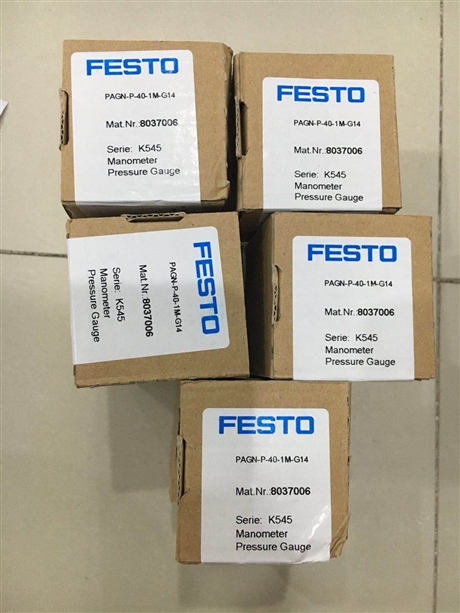 FESTO
PAGN-P-40-1M-G14
Mat.Nr.:8037006
Serie: K545
Manometer
Pressure Gauge
FESTO
PAGN-P-40-1M-G14
Mat.Nr.:8037006
Serie: K545
Manometer
Pressure Gauge
FESTO
PAGN-P-40-1M-G14
Mat.Nr.:8037006
Serie: K545
Manometer
Pressure Gauge
FESTO
PAGN-P-40-1M-G14
Mat.Nr.:8037006
Serie: K545
Manometer
Pressure Gauge
FESTO
PAGN-P-40-1M-G14
Mat.Nr.:8037006
Serie: K545
Manometer
Pressure Gauge